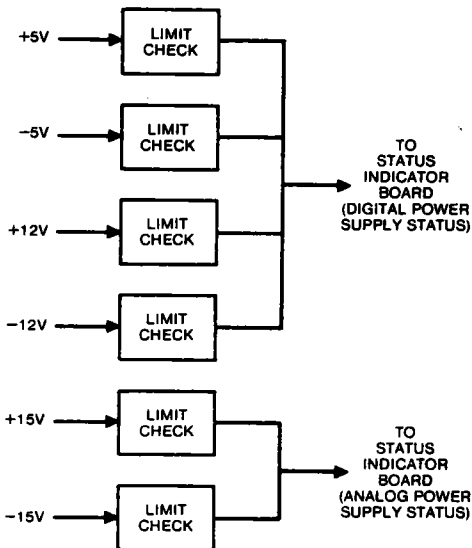 +5V
LIMIT
CHECK
−5V
LIMIT
CHECK
TO
STATUS
INDICATOR
BOARD
(DIGITAL POWER
SUPPLY STATUS)
+12V
LIMIT
CHECK
−12V
LIMIT
CHECK
+15V
LIMIT
CHECK
TO
STATUS
INDICATOR
BOARD
(ANALOG POWER
SUPPLY STATUS)
−15V
LIMIT
CHECK